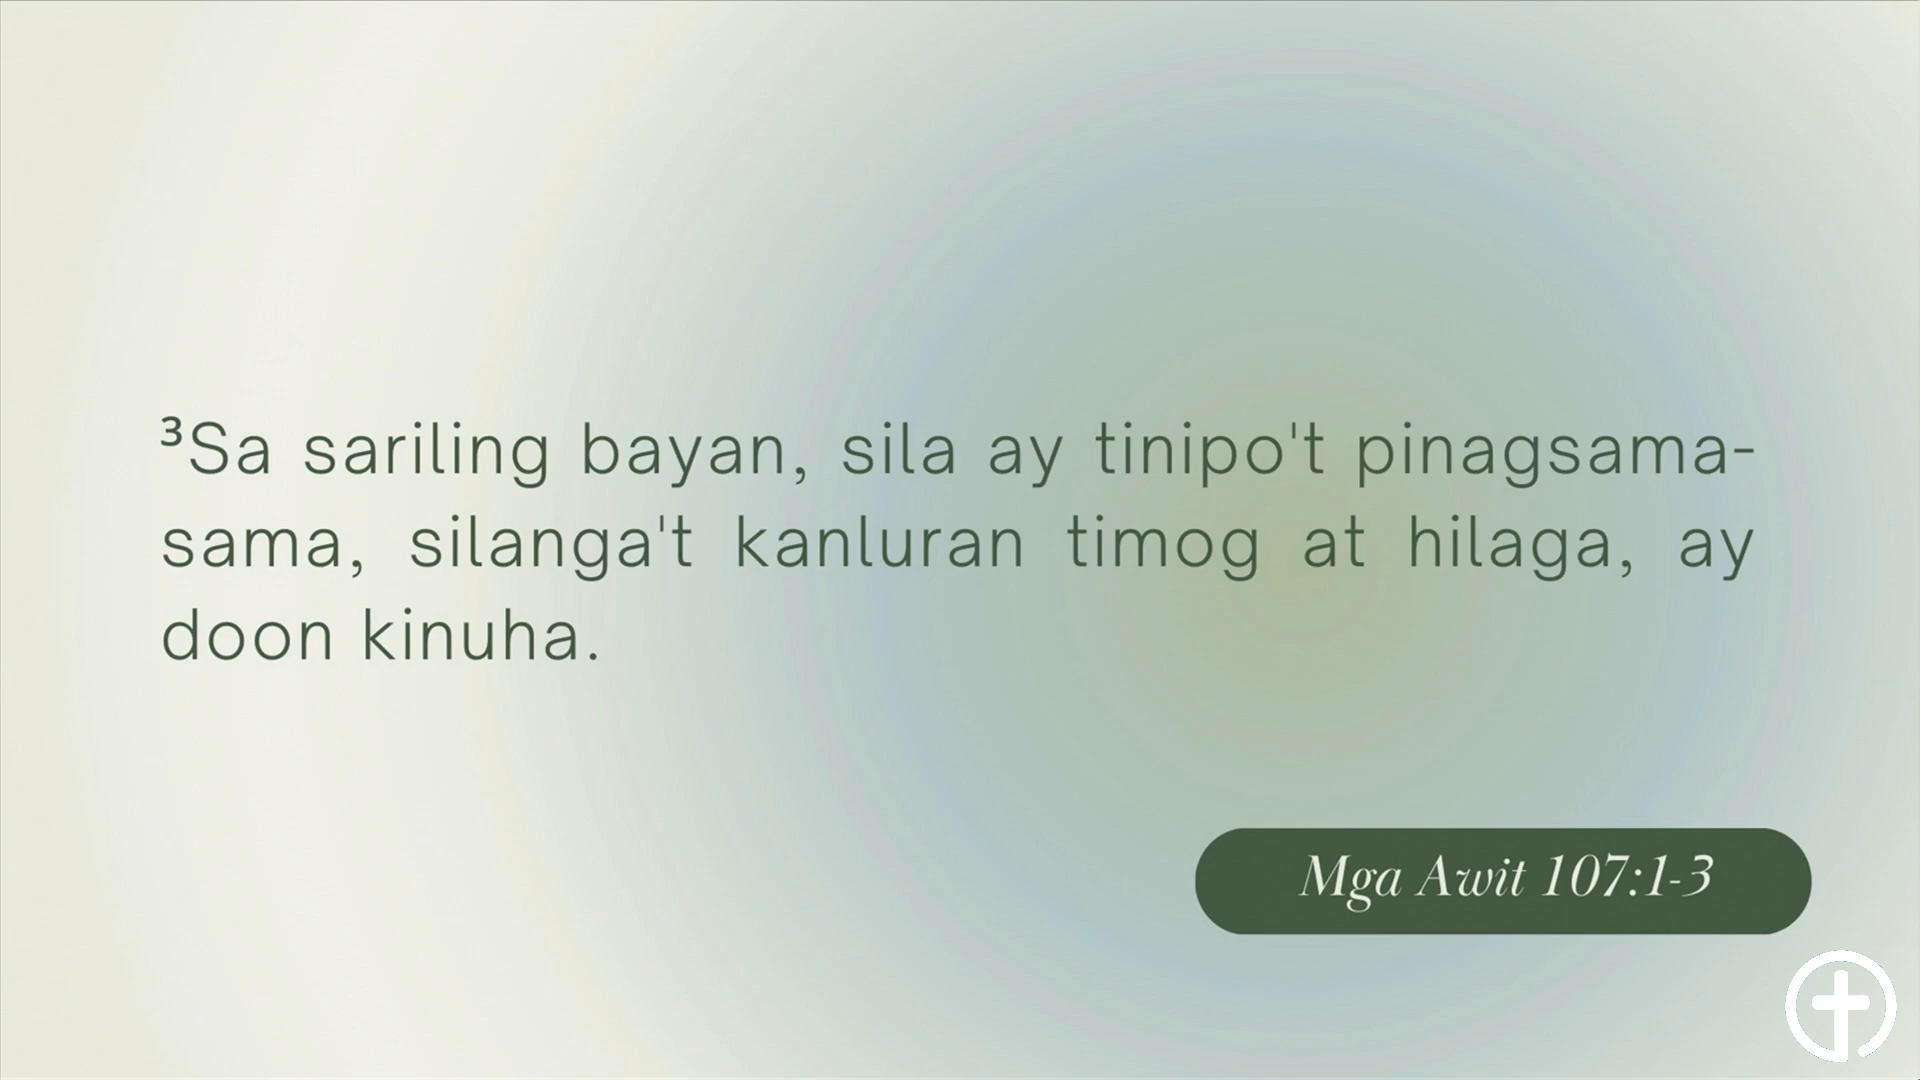 ³Sa sariling bayan, sila ay tinipo't pinagsama-
sama, silanga't kanluran timog at hilaga, ay
doon kinuha.
Mga Awit 107:1-3